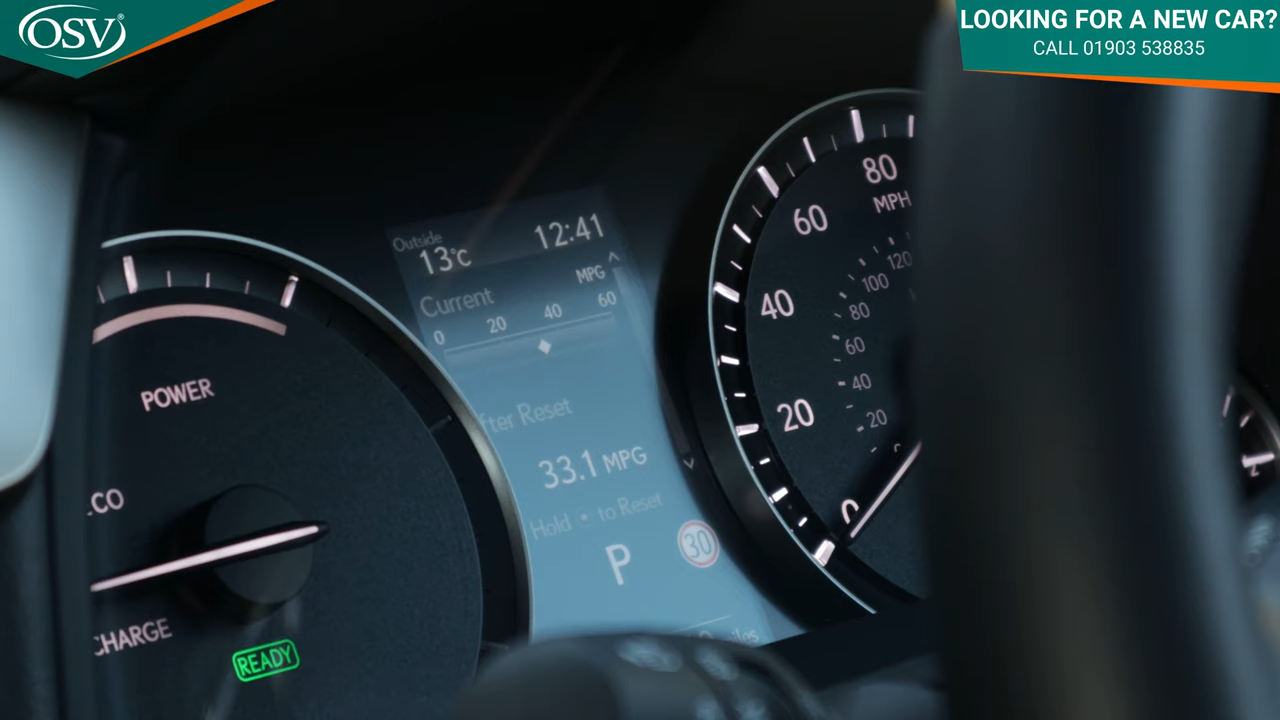 OSV
LOOKING FOR A NEW CAR?
CALL 01903 538835
Outside
13°C 12:41
MPG
Current
0 20 40 60
fter Reset
33.1 MPG
Hold • to Reset
P 30
miles
POWER
CO
CHARGE
READY
80
MPH
60
40
20
0
120
100
80
60
40
20